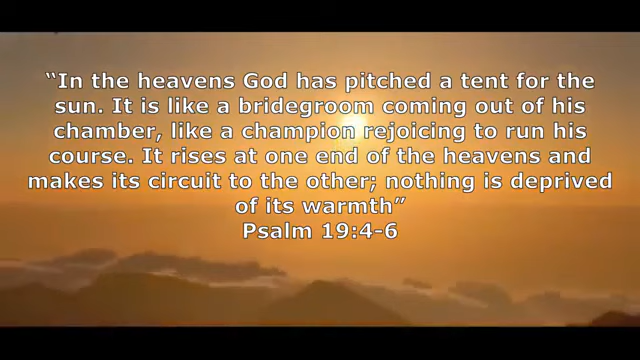 “In the heavens God has pitched a tent for the
sun. It is like a bridegroom coming out of his
chamber, like a champion rejoicing to run his
course. It rises at one end of the heavens and
makes its circuit to the other; nothing is deprived
of its warmth”
Psalm 19:4-6